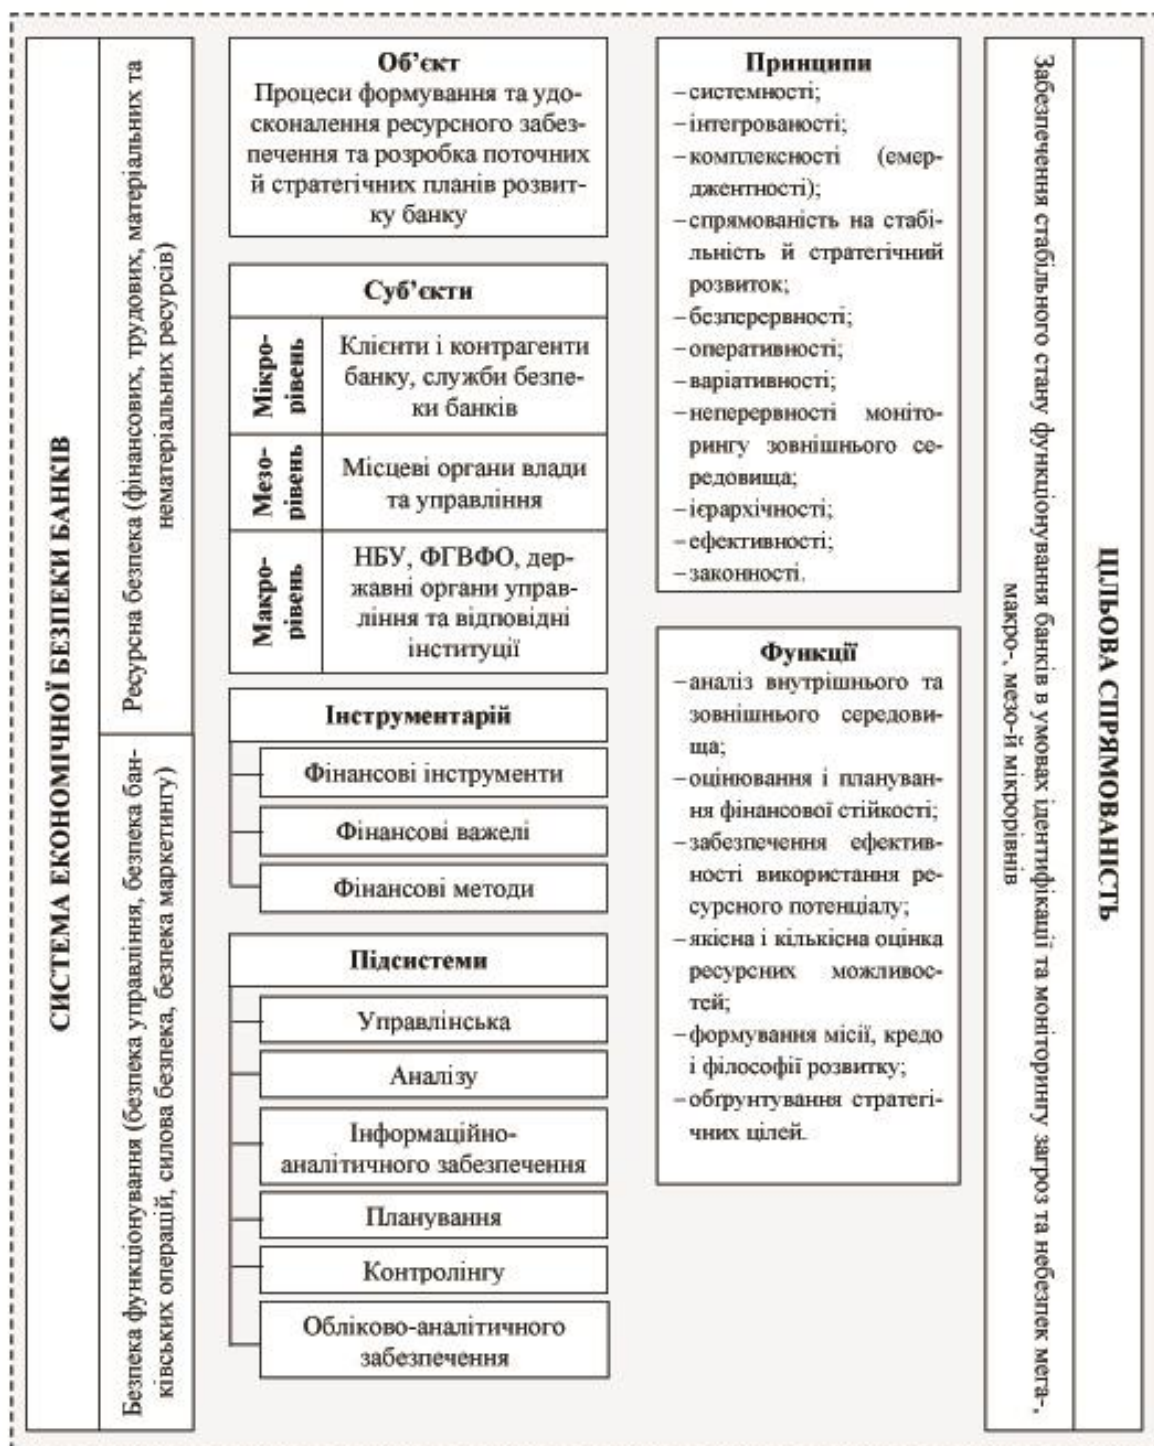 СИСТЕМА ЕКОНОМІЧНОЇ БЕЗПЕКИ БАНКІВ
Ресурсна безпека (фінансових, трудових, матеріальних та
нематеріальних ресурсів)
Безпека функціонування (безпека управління, безпека бан-
ківських операцій, силова безпека, безпека маркетингу)
Об’єкт
Процеси формування та удо-
сконалення ресурсного забез-
печення та розробка поточних
й стратегічних планів розвит-
ку банку
Суб’єкти
Мікро-
рівень
Клієнти і контрагенти
банку, служби безпе-
ки банків
Мезо-
рівень
Місцеві органи влади
та управління
Макро-
рівень
НБУ, ФГВФО, дер-
жавні органи управ-
ління та відповідні
інституції
Інструментарій
Фінансові інструменти
Фінансові важелі
Фінансові методи
Підсистеми
Управлінська
Аналізу
Інформаційно-
аналітичного забезпечення
Планування
Контролінгу
Обліково-аналітичного
забезпечення
Принципи
–системності;
–інтегрованості;
–комплексності (емер-
джентності);
–спрямованість на стабі-
льність й стратегічний
розвиток;
–безперервності;
–оперативності;
–варіативності;
–неперервності моніто-
рингу зовнішнього се-
редовища;
–ієрархічності;
–ефективності;
–законності.
Функції
–аналіз внутрішнього та
зовнішнього середови-
ща;
–оцінювання і плануван-
ня фінансової стійкості;
–забезпечення ефектив-
ності використання ре-
сурсного потенціалу;
–якісна і кількісна оцінка
ресурсних можливос-
тей;
–формування місії, кредо
і філософії розвитку;
–обґрунтування стратегі-
чних цілей.
Забезпечення стабільного стану функціонування банків в умовах ідентифікації та моніторингу загроз та небезпек мега-,
макро-, мезо-й мікрорівнів
ЦІЛЬОВА СПРЯМОВАНІСТЬ